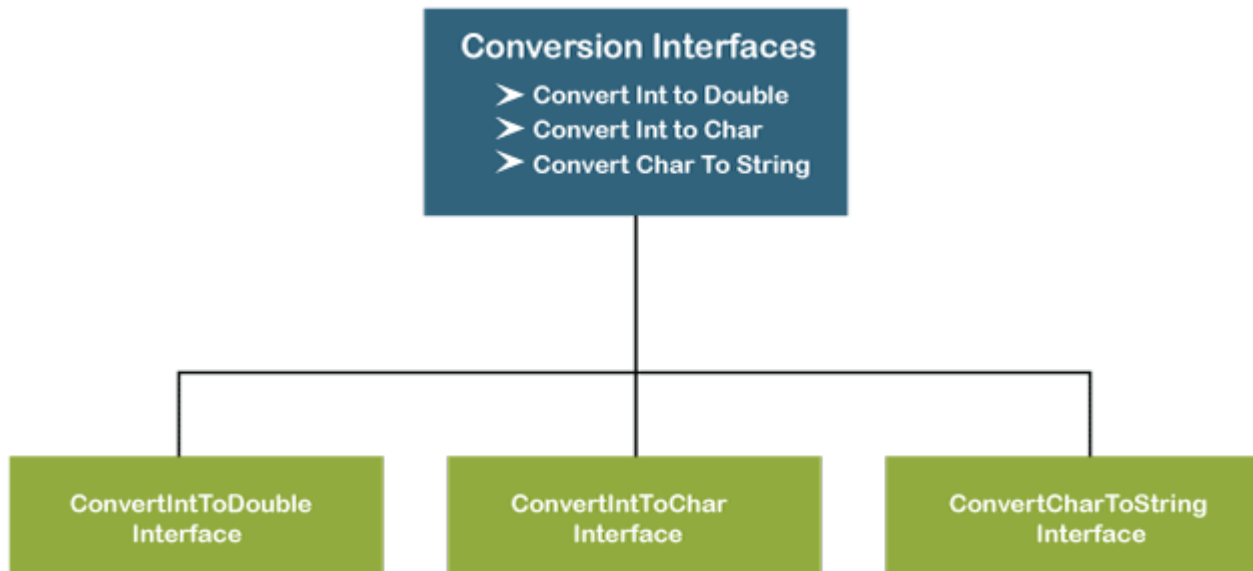 Conversion Interfaces
➤ Convert Int to Double
➤ Convert Int to Char
➤ Convert Char To String
ConvertIntToDouble
Interface
ConvertIntToChar
Interface
ConvertCharToString
Interface